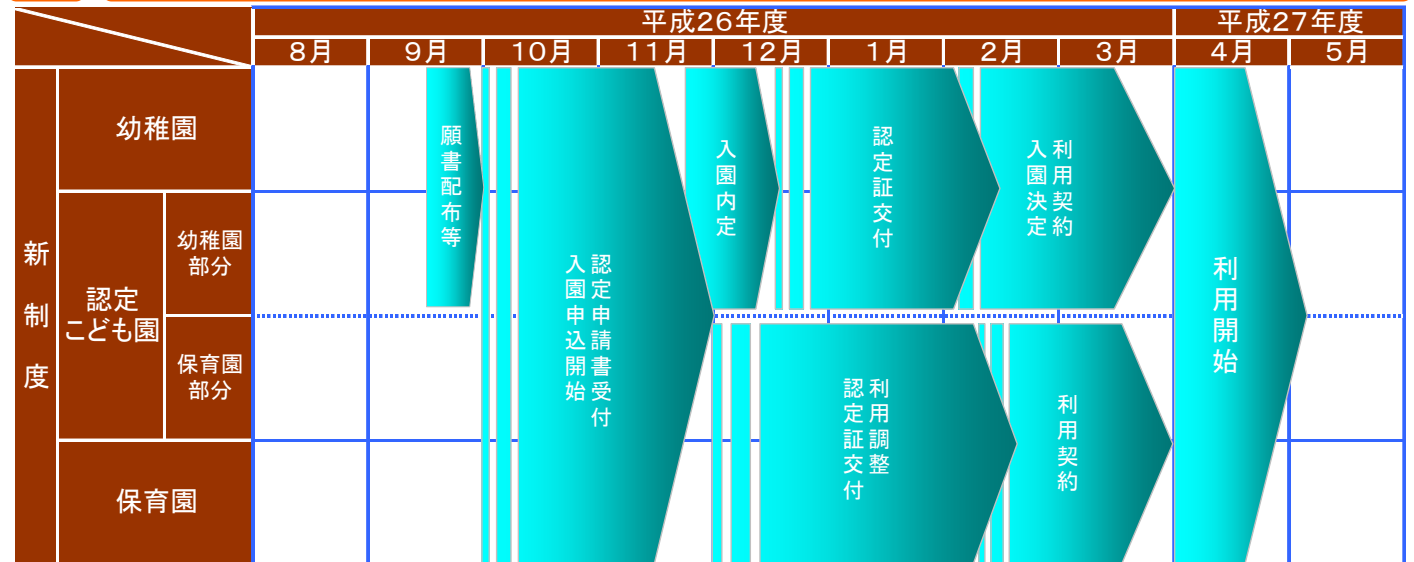 平成26年度
平成27年度
8月
9月
10月
11月
12月
1月
2月
3月
4月
5月
新制度
幼稚園
認定
こども園
幼稚園
部分
保育園
部分
保育園
願書配布等
認定申請書受付
入園申込開始
入園内定
認定証交付
利用契約
入園決定
利用調整
認定証交付
利用契約
利用開始